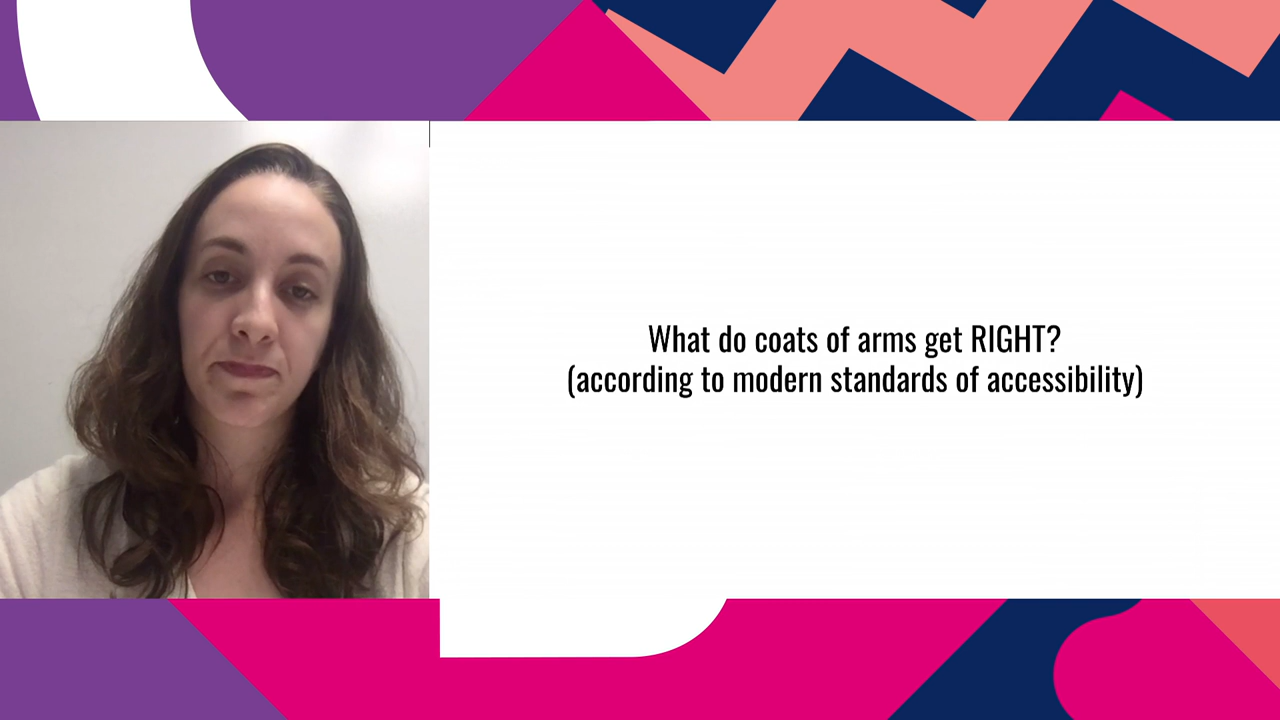 What do coats of arms get RIGHT?
(according to modern standards of accessibility)